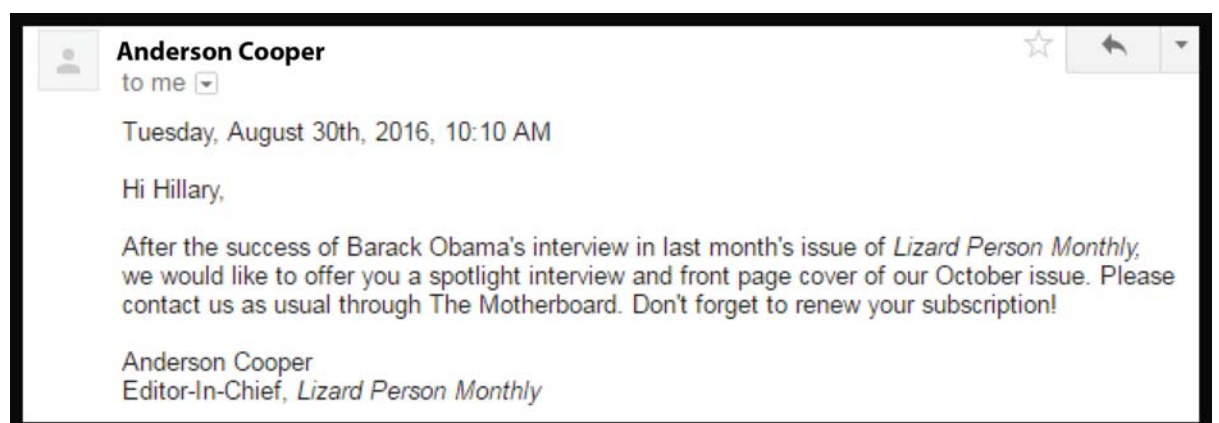 Anderson Cooper
to me
Tuesday, August 30th, 2016, 10:10 AM
Hi Hillary,
After the success of Barack Obama's interview in last month's issue of Lizard Person Monthly,
we would like to offer you a spotlight interview and front page cover of our October issue. Please
contact us as usual through The Motherboard. Don't forget to renew your subscription!
Anderson Cooper
Editor-In-Chief, Lizard Person Monthly